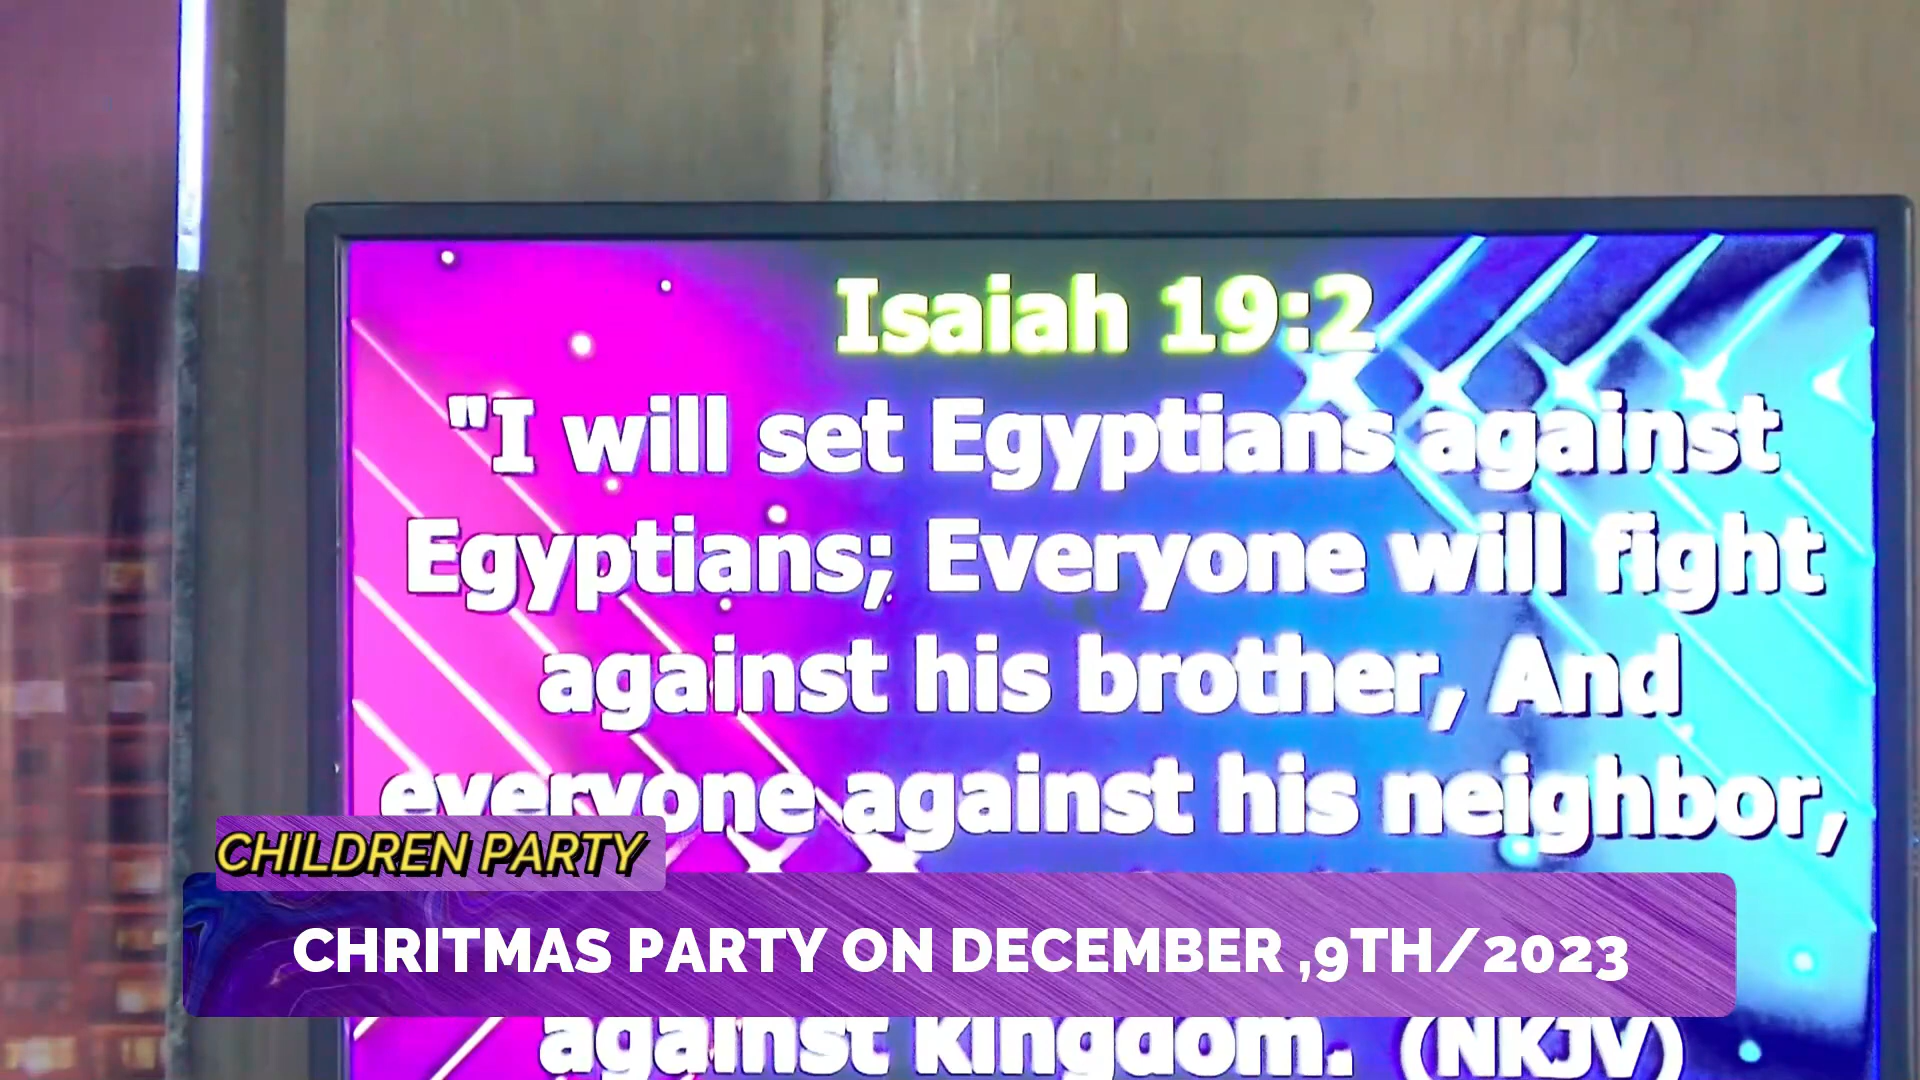 Isaiah 19:2
"I will set Egyptians against
Egyptians; Everyone will fight
against his brother, And
everyone against his neighbor,
CHILDREN PARTY
CHRITMAS PARTY ON DECEMBER ,9TH/2023
against kingdom. (NKJV)